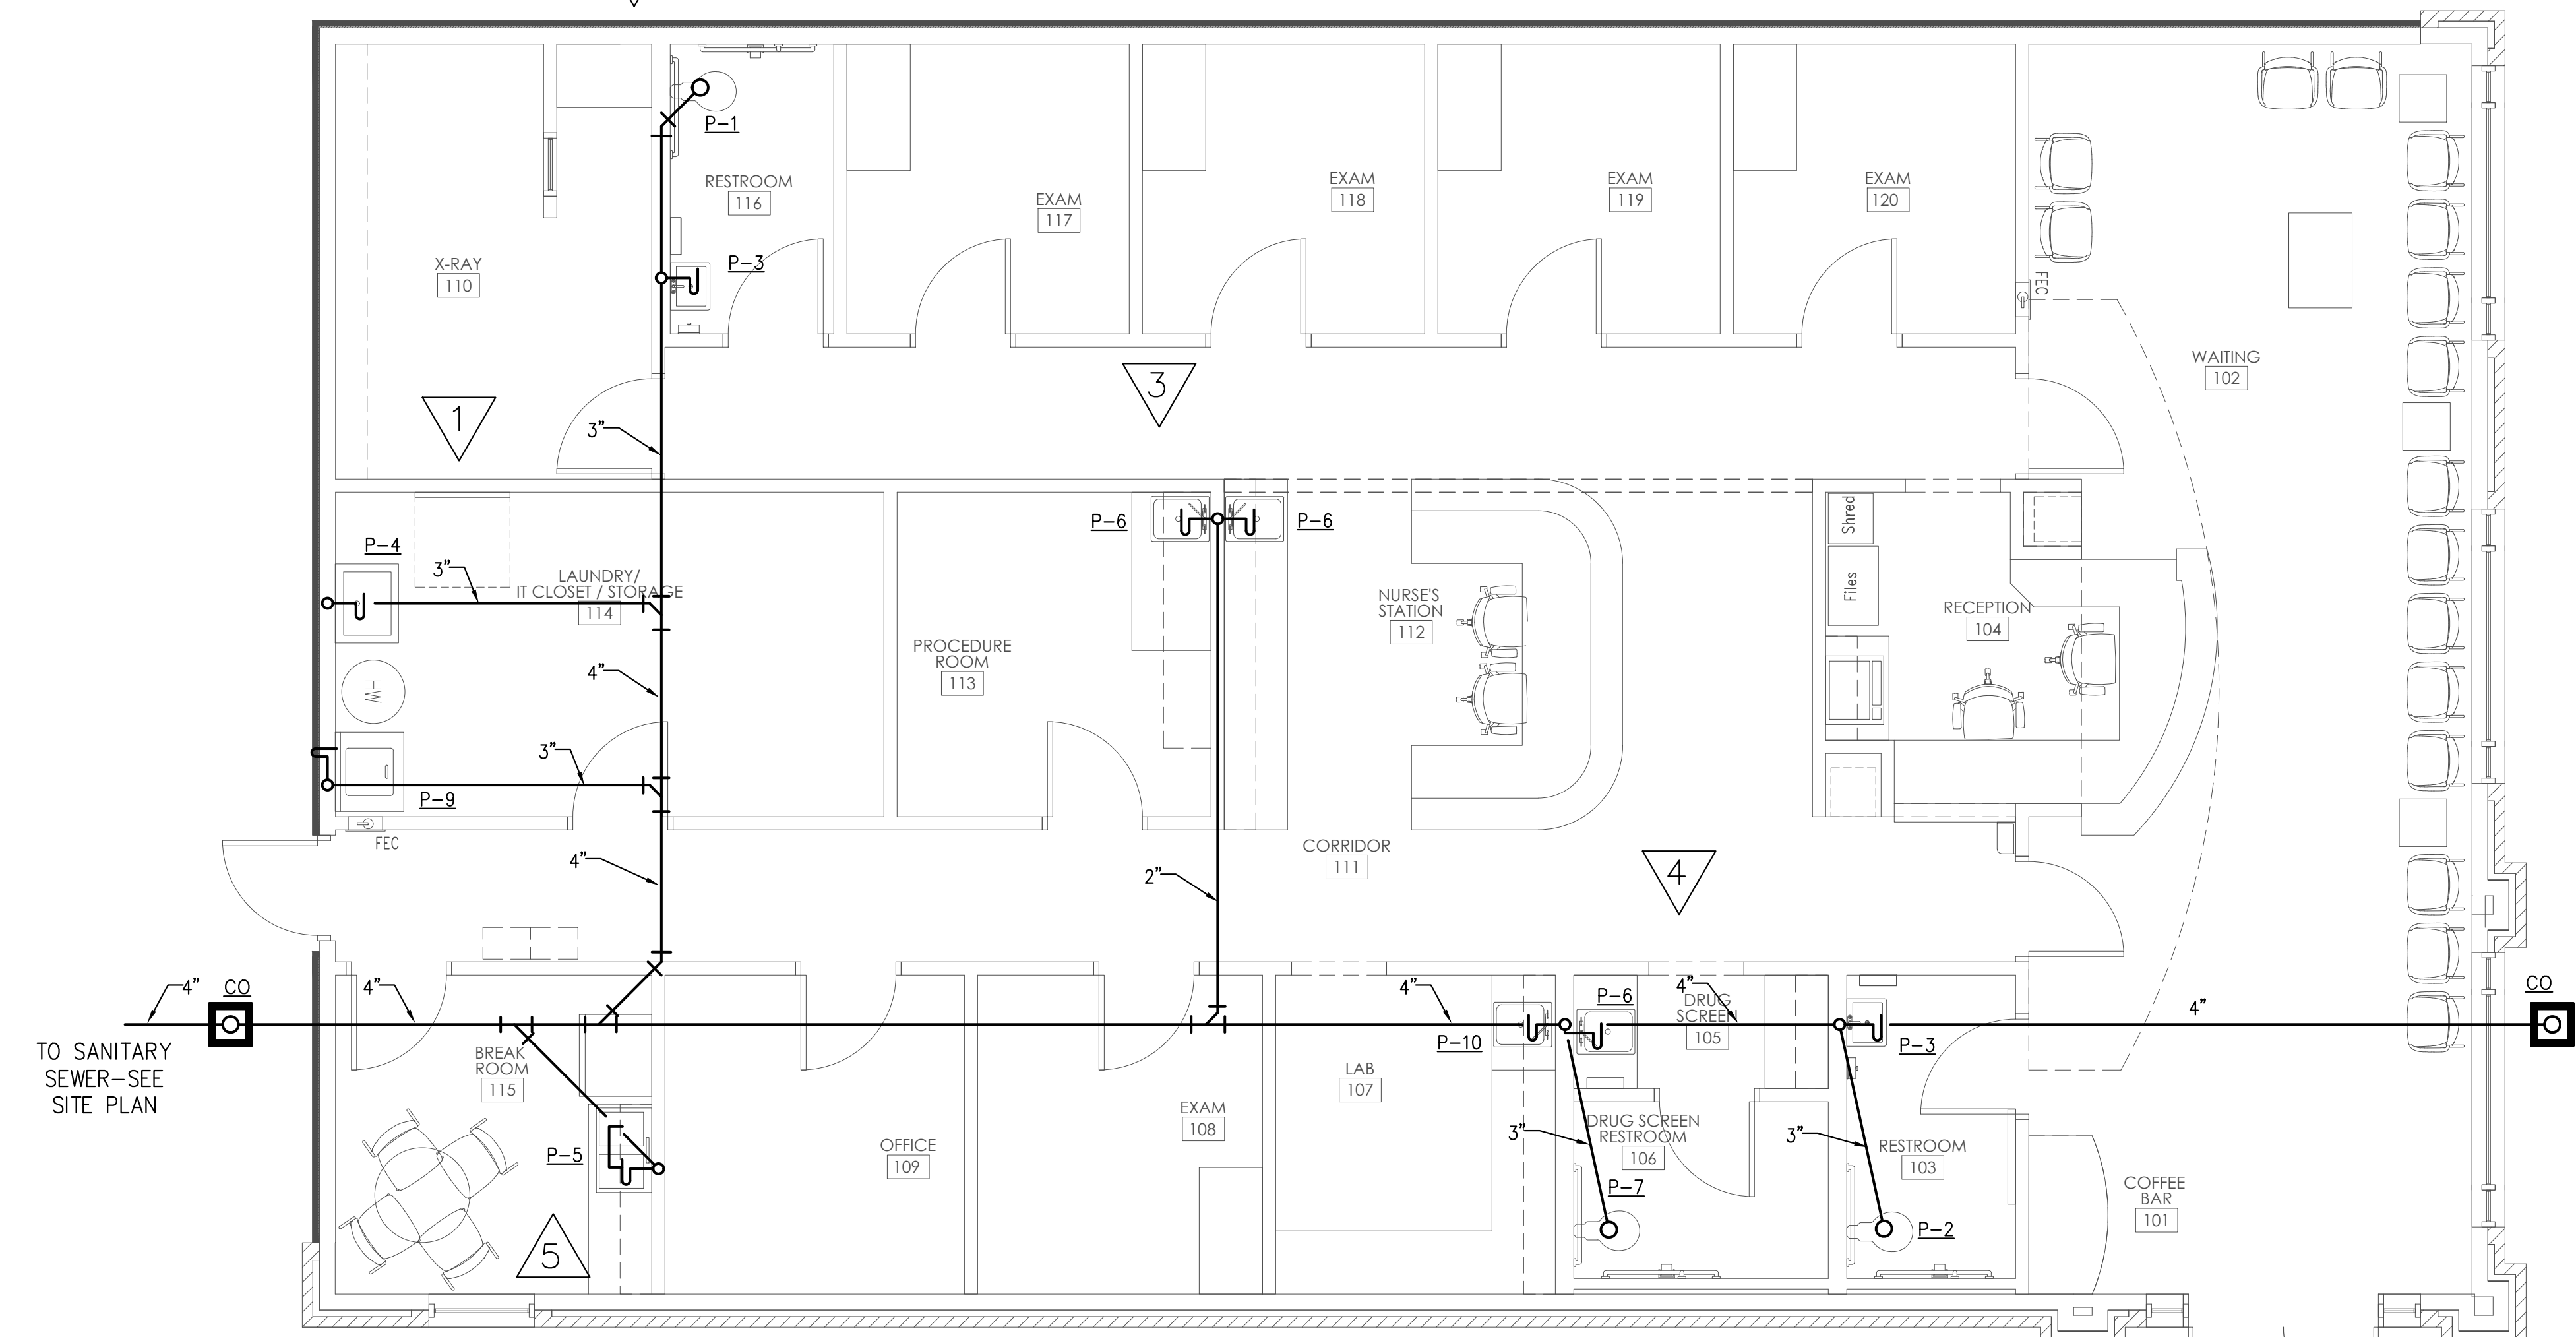 P-1
RESTROOM
116
EXAM
117
EXAM
118
EXAM
119
EXAM
120
X-RAY
110
P-3
FEC
WAITING
102
1
3
3"
P-6
P-6
Shred
Files
P-4
3"
LAUNDRY/
IT CLOSET / STORAGE
114
HW
4"
3"
P-9
FEC
4"
PROCEDURE
ROOM
113
NURSE'S
STATION
112
RECEPTION
104
CORRIDOR
111
2"
4
4"
CO
4"
TO SANITARY
SEWER-SEE
SITE PLAN
BREAK
ROOM
115
P-5
5
OFFICE
109
EXAM
108
4"
P-10
LAB
107
P-6
DRUG
SCREEN
105
4"
DRUG SCREEN
RESTROOM
106
3"
P-7
P-3
3"
RESTROOM
103
P-2
4"
CO
COFFEE
BAR
101